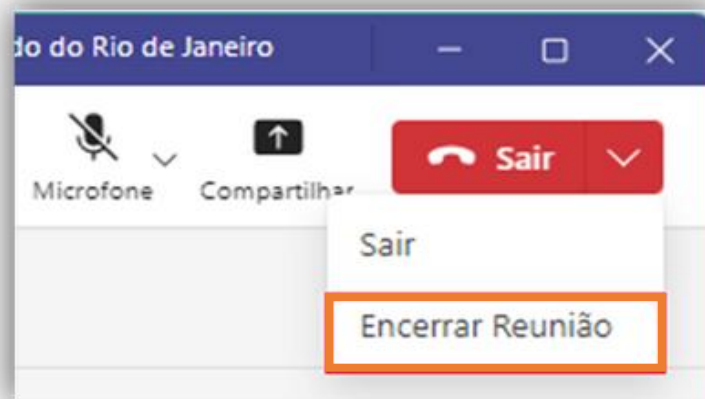 do do Rio de Janeiro
Microfone Compartilhar Sair
Sair
Encerrar Reunião